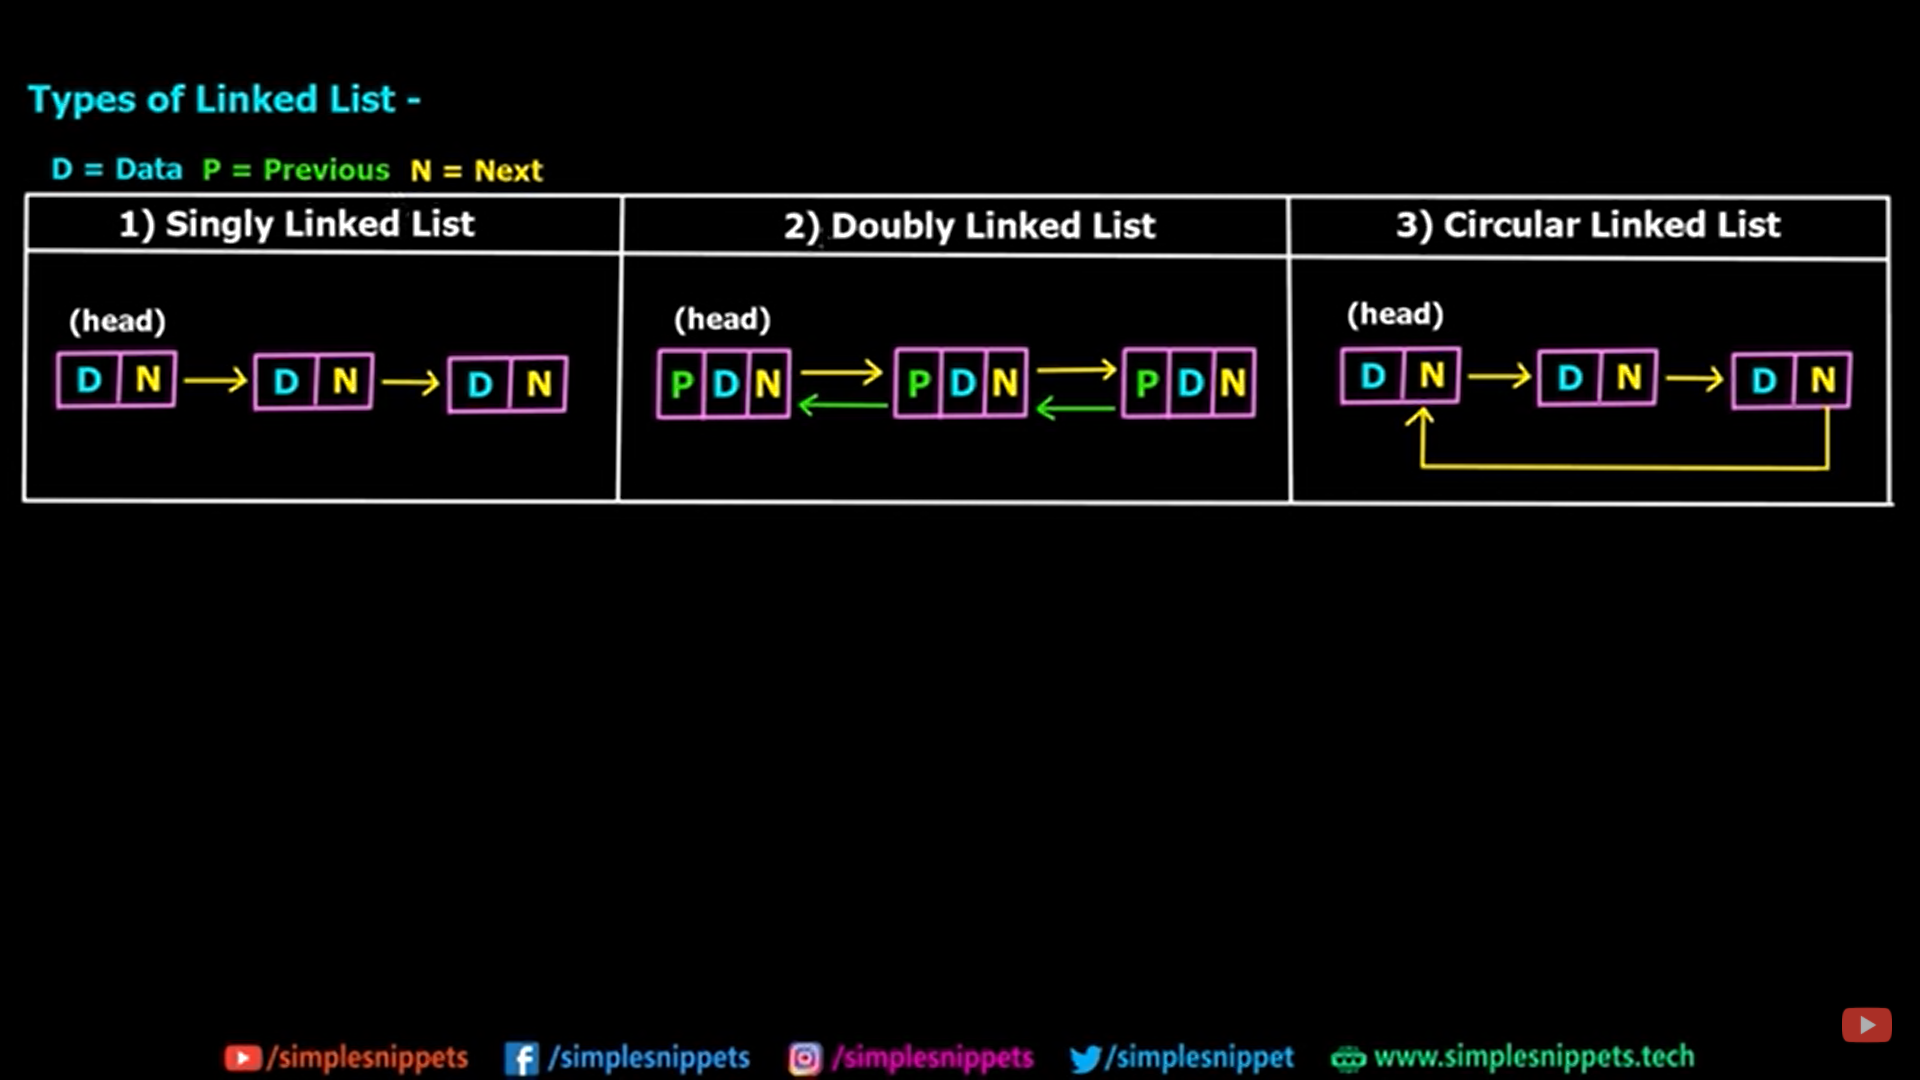 Types of Linked List -
D = Data P = Previous N = Next
1) Singly Linked List
2) Doubly Linked List
3) Circular Linked List
(head)
D N D N D N
(head)
P D N P D N P D N
(head)
D N D N D N
/simplesnippets /simplesnippets /simplesnippets /simplesnippet www.simplesnippets.tech